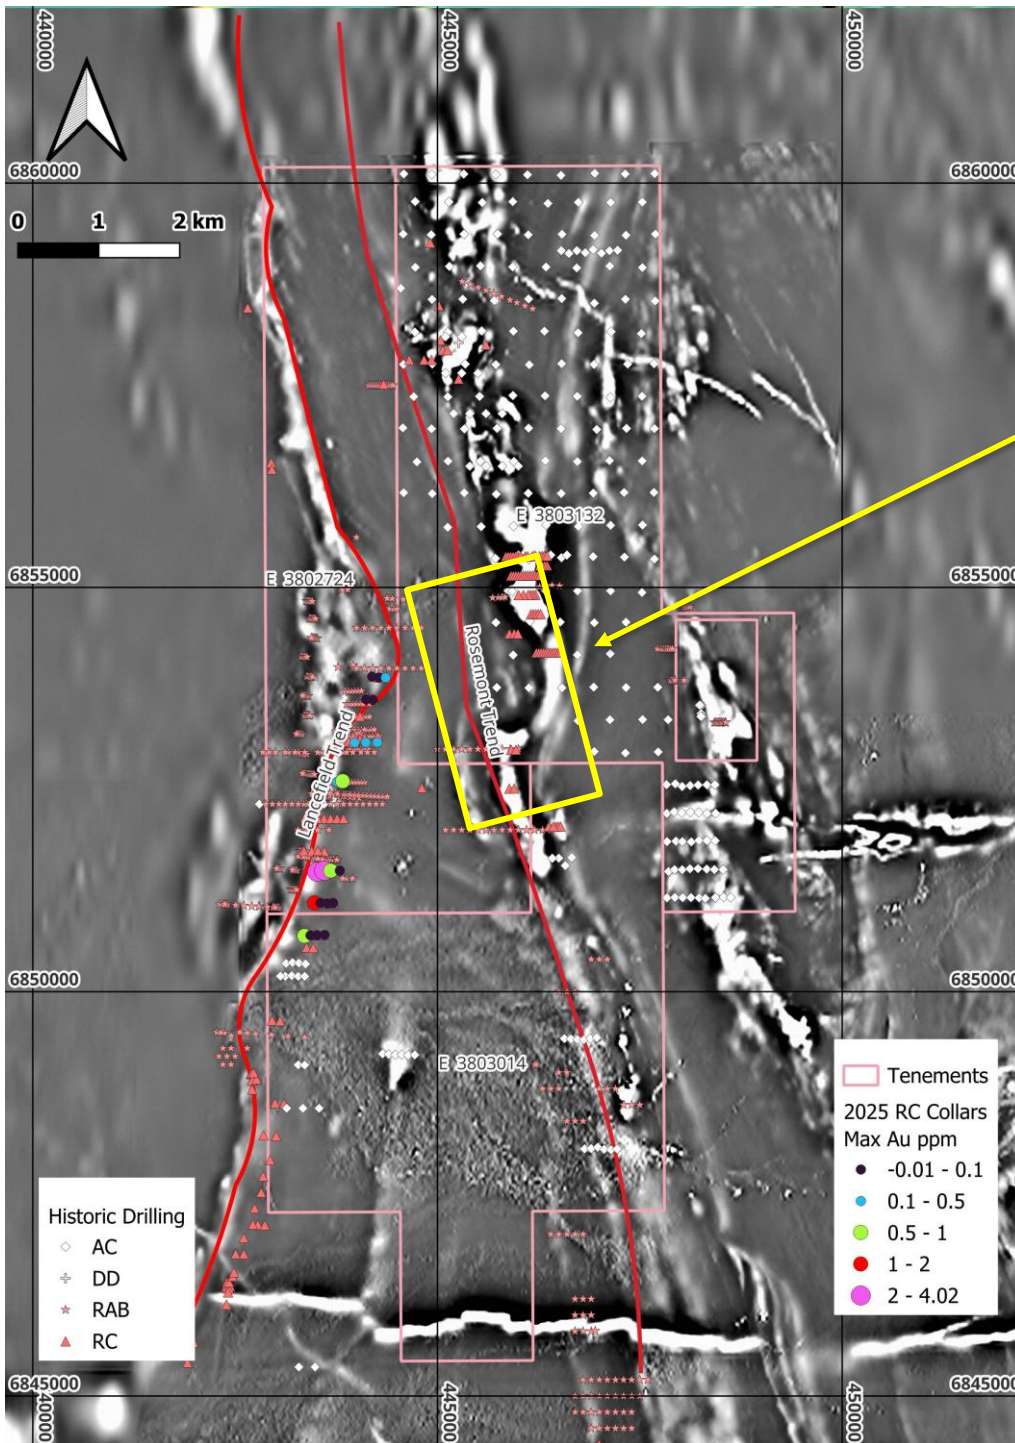 440000
445000
450000
6860000
6860000
0 1 2 km
E 3803132
6855000
6855000
E 3802724
Rosemont Trend
Lancefield Trend
6850000
6850000
E 3803014
Tenements
2025 RC Collars
Max Au ppm
-0.01 - 0.1
0.1 - 0.5
0.5 - 1
1 - 2
2 - 4.02
Historic Drilling
AC
DD
RAB
RC
6845000
6845000
440000
445000
450000